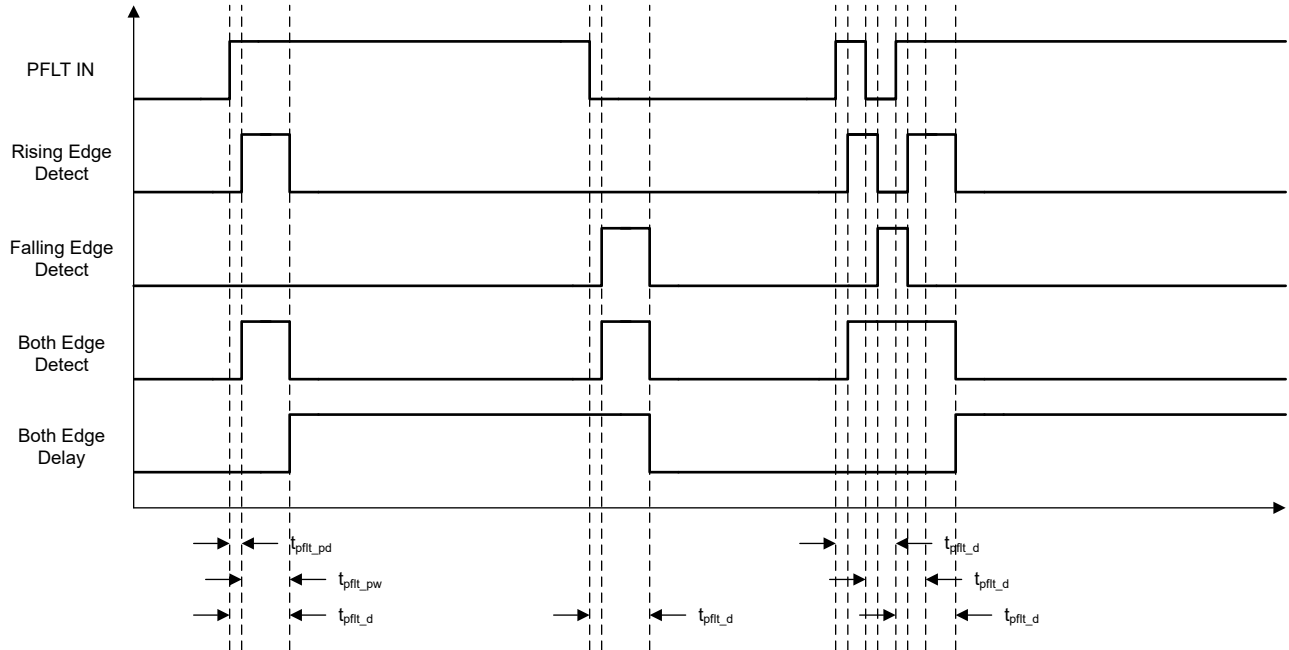 PFLT IN
Rising Edge
Detect
Falling Edge
Detect
Both Edge
Detect
Both Edge
Delay
tpflt_pd
tpflt_d
tpflt_pw
tpflt_d
tpflt_d
tpflt_d
tpflt_d